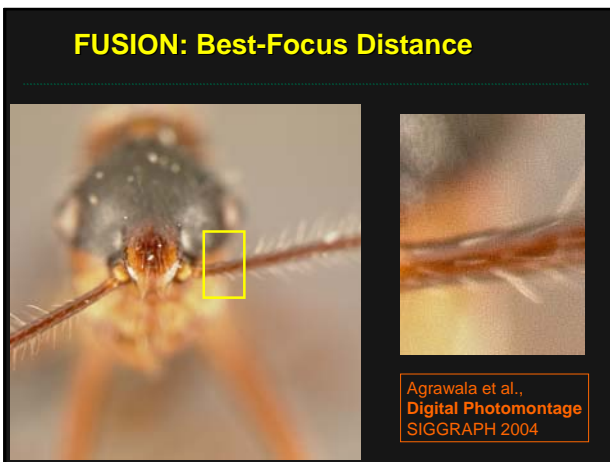 FUSION: Best-Focus Distance
Agrawala et al.,
Digital Photomontage
SIGGRAPH 2004